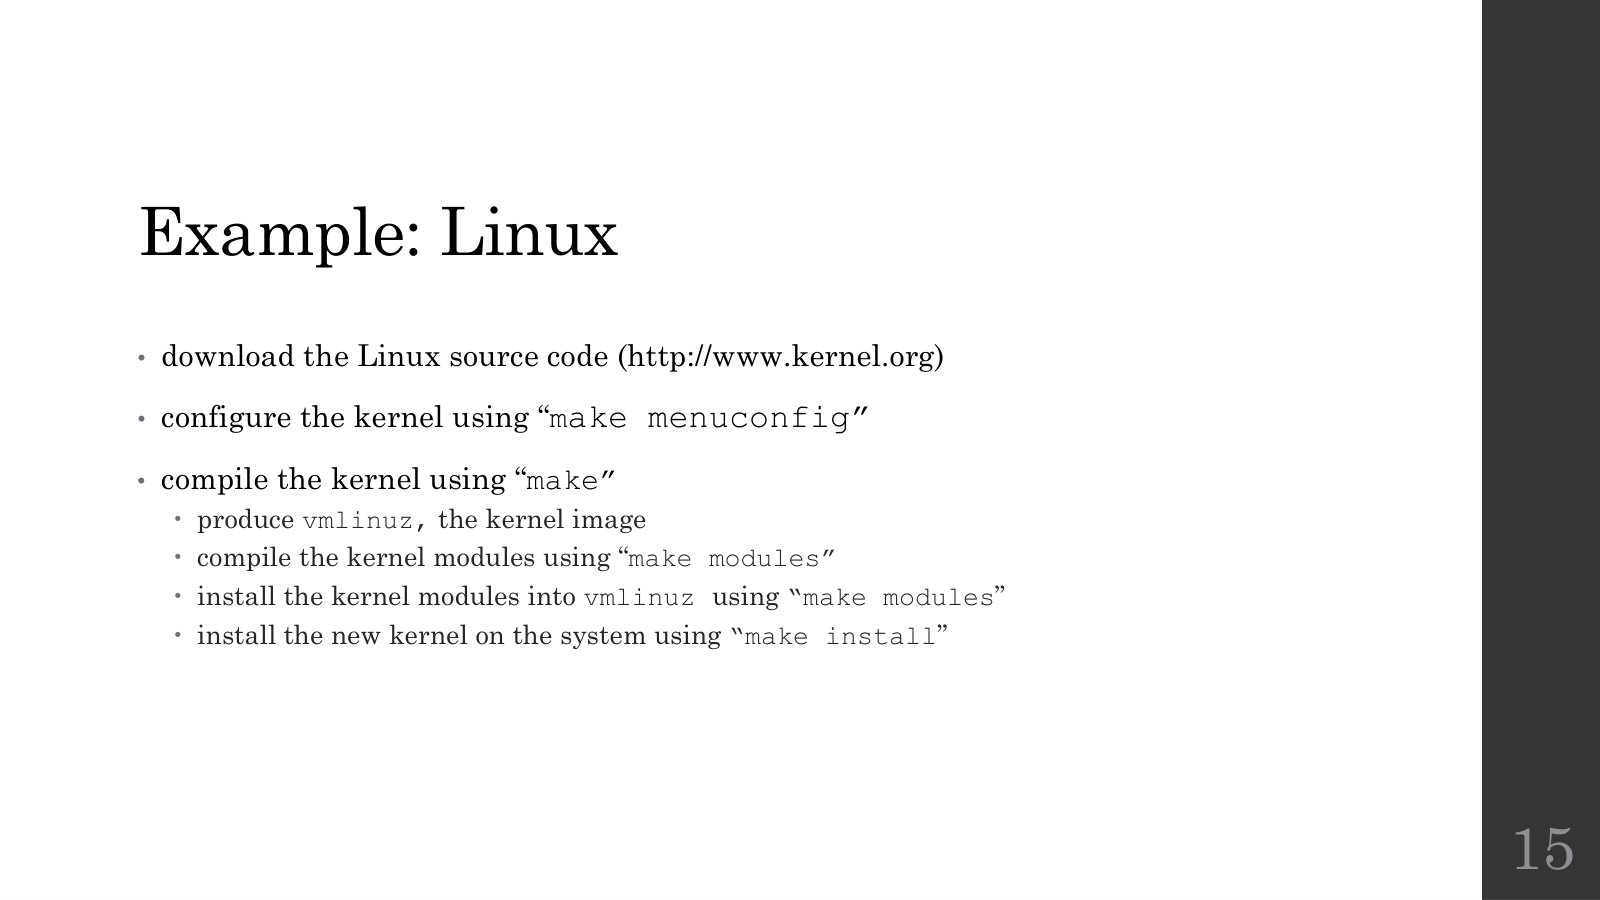 Example: Linux
• download the Linux source code (http://www.kernel.org)
• configure the kernel using “make menuconfig”
• compile the kernel using “make”
• produce vmlinuz, the kernel image
• compile the kernel modules using “make modules”
• install the kernel modules into vmlinuz using “make modules”
• install the new kernel on the system using “make install”
15